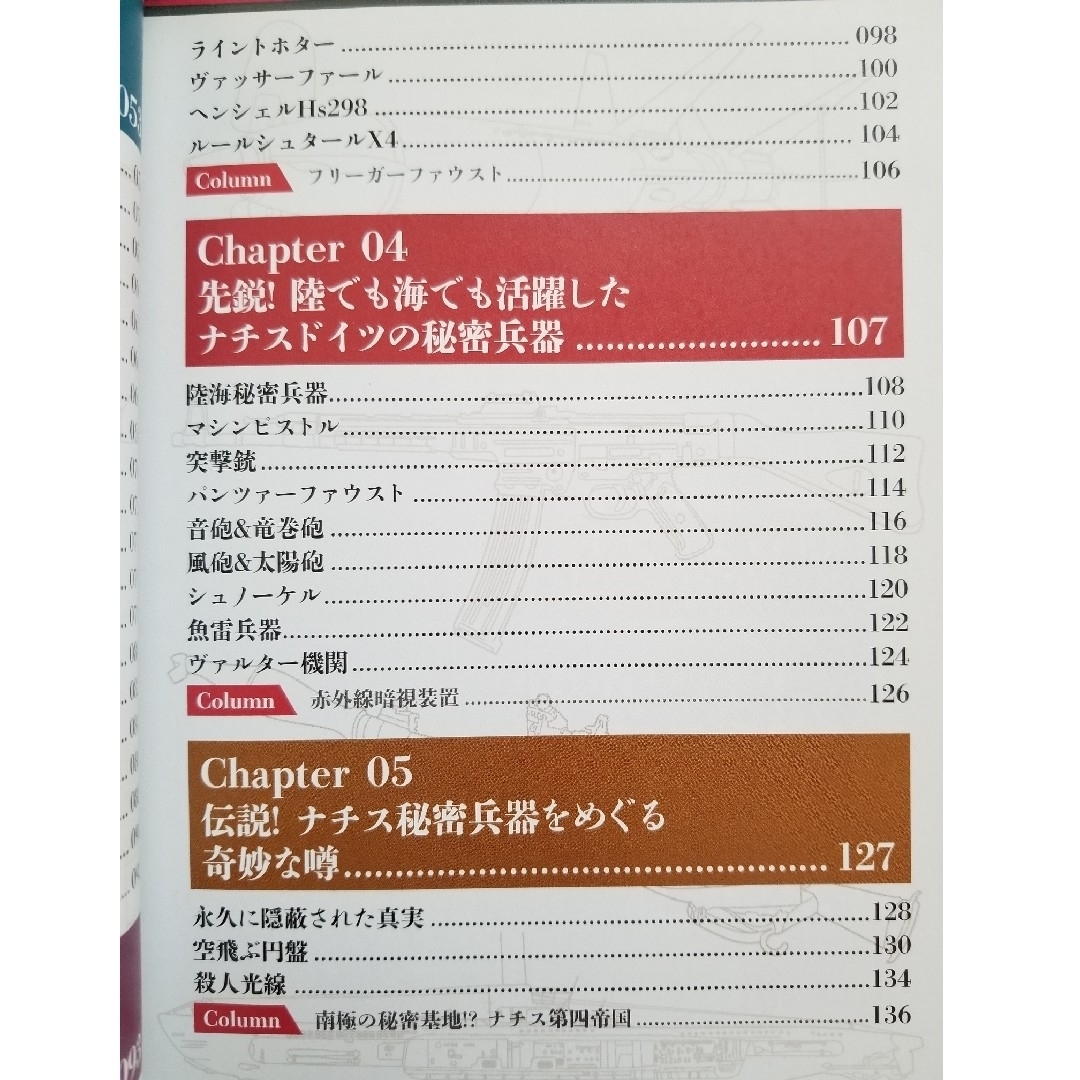 ライントホター 098
ヴァッサーファール 100
ヘンシェルHs298 102
ルールシュタールX4 104
Column フリーガーファウスト 106
Chapter 04
先鋭! 陸でも海でも活躍した
ナチスドイツの秘密兵器 107
陸海秘密兵器 108
マシンピストル 110
突撃銃 112
パンツァーファウスト 114
音砲&竜巻砲 116
風砲&太陽砲 118
シュノーケル 120
魚雷兵器 122
ヴァルター機関 124
Column 赤外線暗視装置 126
Chapter 05
伝説! ナチス秘密兵器をめぐる
奇妙な噂 127
永久に隠蔽された真実 128
空飛ぶ円盤 130
殺人光線 134
Column 南極の秘密基地!? ナチス第四帝国 136